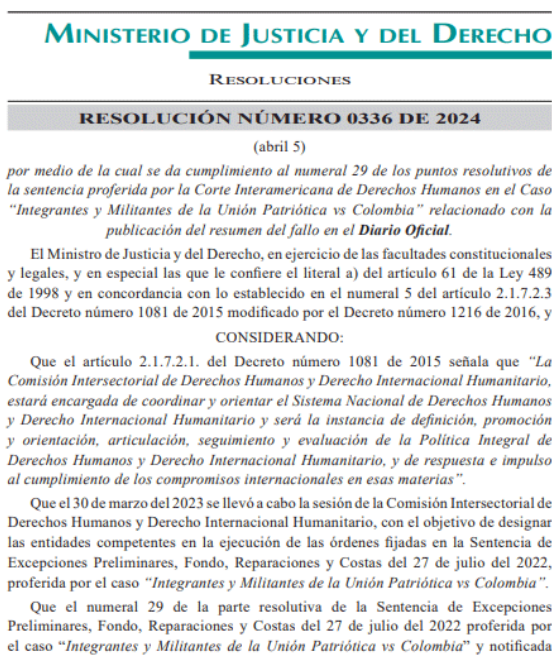 MINISTERIO DE JUSTICIA Y DEL DERECHO
RESOLUCIONES
RESOLUCIÓN NÚMERO 0336 DE 2024
(abril 5)
por medio de la cual se da cumplimiento al numeral 29 de los puntos resolutivos de
la sentencia proferida por la Corte Interamericana de Derechos Humanos en el Caso
“Integrantes y Militantes de la Unión Patriótica vs Colombia” relacionado con la
publicación del resumen del fallo en el Diario Oficial.
El Ministro de Justicia y del Derecho, en ejercicio de las facultades constitucionales
y legales, y en especial las que le confiere el literal a) del artículo 61 de la Ley 489
de 1998 y en concordancia con lo establecido en el numeral 5 del artículo 2.1.7.2.3
del Decreto número 1081 de 2015 modificado por el Decreto número 1216 de 2016, y
CONSIDERANDO:
Que el artículo 2.1.7.2.1. del Decreto número 1081 de 2015 señala que “La
Comisión Intersectorial de Derechos Humanos y Derecho Internacional Humanitario,
estará encargada de coordinar y orientar el Sistema Nacional de Derechos Humanos
y Derecho Internacional Humanitario y será la instancia de definición, promoción
y orientación, articulación, seguimiento y evaluación de la Política Integral de
Derechos Humanos y Derecho Internacional Humanitario, y de respuesta e impulso
al cumplimiento de los compromisos internacionales en esas materias”.
Que el 30 de marzo del 2023 se llevó a cabo la sesión de la Comisión Intersectorial de
Derechos Humanos y Derecho Internacional Humanitario, con el objetivo de designar
las entidades competentes en la ejecución de las órdenes fijadas en la Sentencia de
Excepciones Preliminares, Fondo, Reparaciones y Costas del 27 de julio del 2022,
proferida por el caso “Integrantes y Militantes de la Unión Patriótica vs Colombia”.
Que el numeral 29 de la parte resolutiva de la Sentencia de Excepciones
Preliminares, Fondo, Reparaciones y Costas del 27 de julio del 2022 proferida por
el caso “Integrantes y Militantes de la Unión Patriótica vs Colombia” y notificada